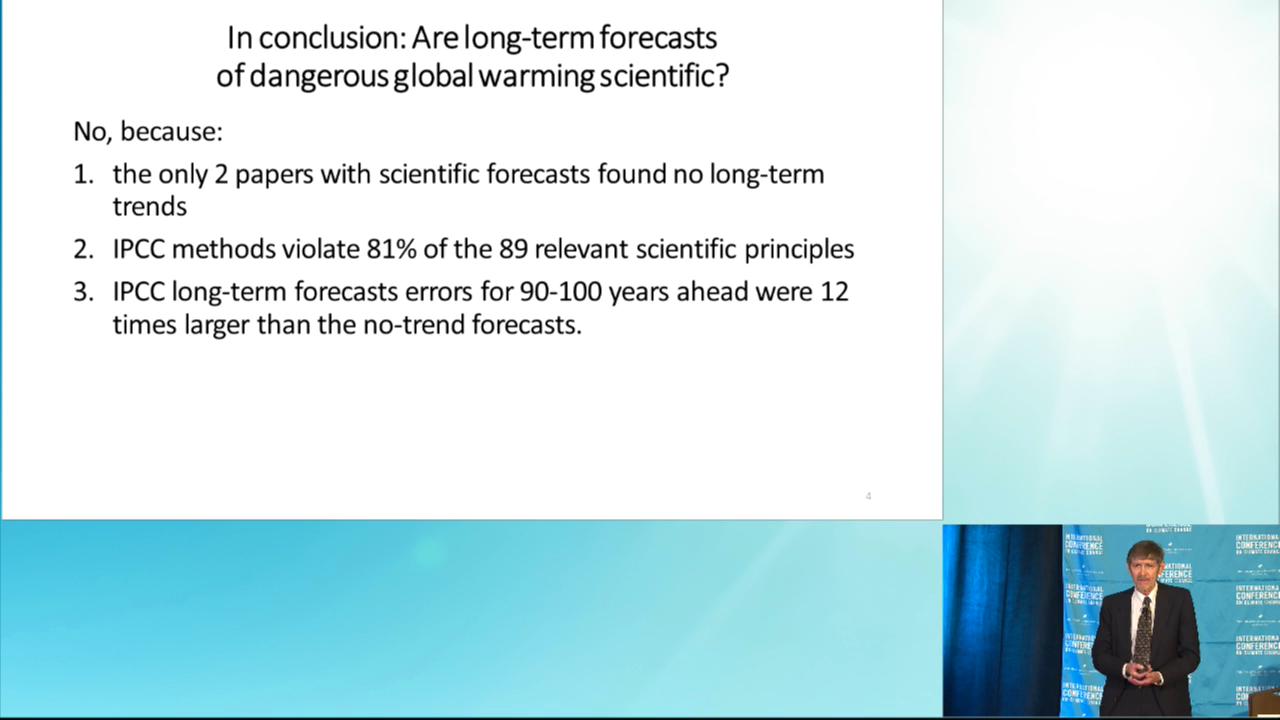 In conclusion: Are long-term forecasts
of dangerous global warming scientific?
No, because:
1. the only 2 papers with scientific forecasts found no long-term
trends
2. IPCC methods violate 81% of the 89 relevant scientific principles
3. IPCC long-term forecasts errors for 90-100 years ahead were 12
times larger than the no-trend forecasts.
4
INTERNATIONAL
CONFERENCE
ON CLIMATE CHANGE